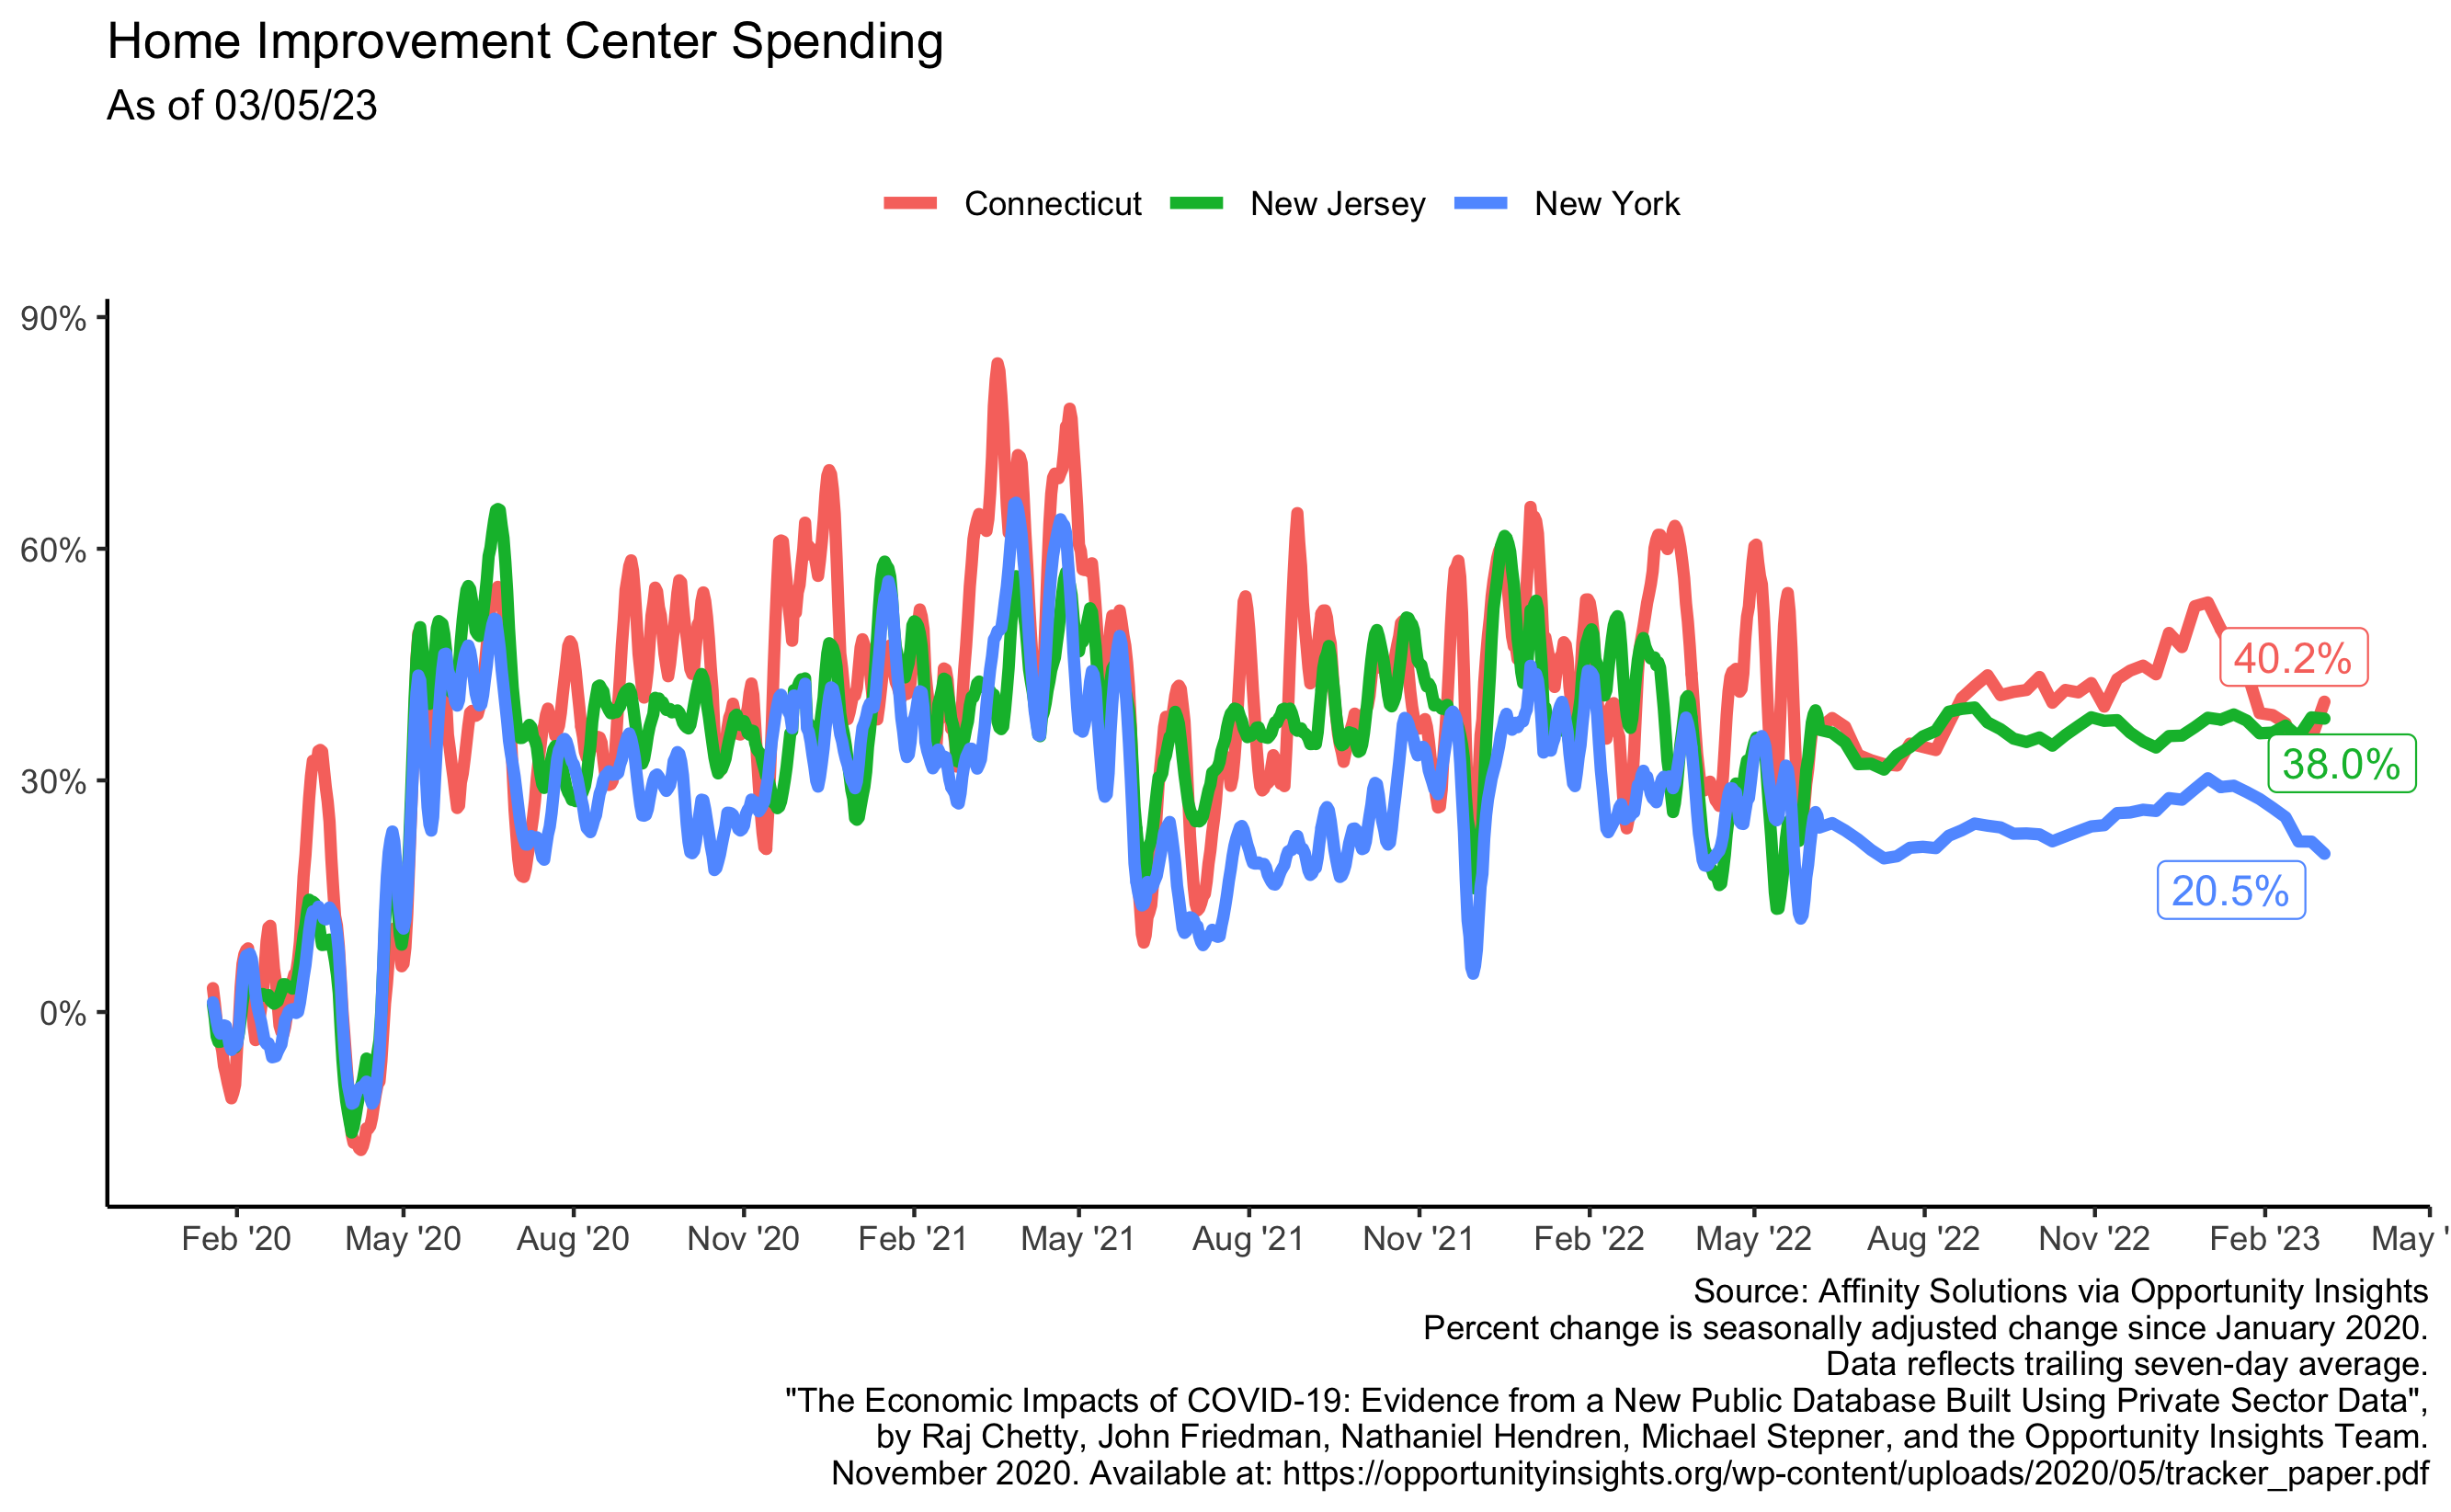 Home Improvement Center Spending
As of 03/05/23
Connecticut New Jersey New York
90%
60%
30%
0%
40.2%
38.0%
20.5%
Feb '20 May '20 Aug '20 Nov '20 Feb '21 May '21 Aug '21 Nov '21 Feb '22 May '22 Aug '22 Nov '22 Feb '23 May '
Source: Affinity Solutions via Opportunity Insights
Percent change is seasonally adjusted change since January 2020.
Data reflects trailing seven-day average.
"The Economic Impacts of COVID-19: Evidence from a New Public Database Built Using Private Sector Data",
by Raj Chetty, John Friedman, Nathaniel Hendren, Michael Stepner, and the Opportunity Insights Team.
November 2020. Available at: https://opportunityinsights.org/wp-content/uploads/2020/05/tracker_paper.pdf